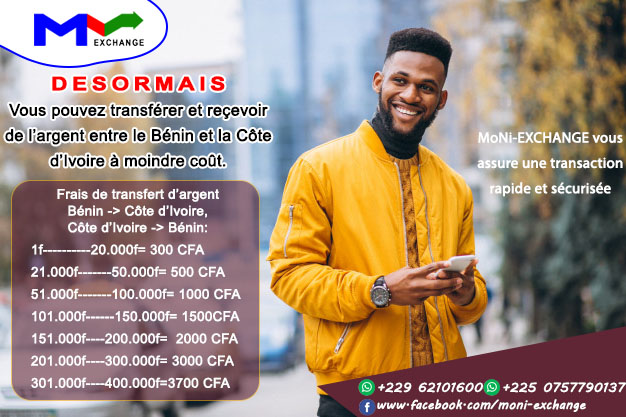 MV
EXCHANGE
DESORMAIS
Vous pouvez transférer et reçevoir
de l'argent entre le Bénin et la Côte
d'Ivoire à moindre coût.
Frais de transfert d'argent
Bénin -> Côte d'Ivoire,
Côte d'Ivoire -> Bénin:
1f----------20.000f= 300 CFA
21.000f-------50.000f= 500 CFA
51.000f-------100.000f= 1000 CFA
101.000f------150.000f= 1500CFA
151.000f----200.000f= 2000 CFA
201.000f----300.000f= 3000 CFA
301.000f----400.000f=3700 CFA
MoNi-EXCHANGE vous
assure une transaction
rapide et sécurisée
+229 62101600 +225 0757790137
www.facebook.com/moni-exchange